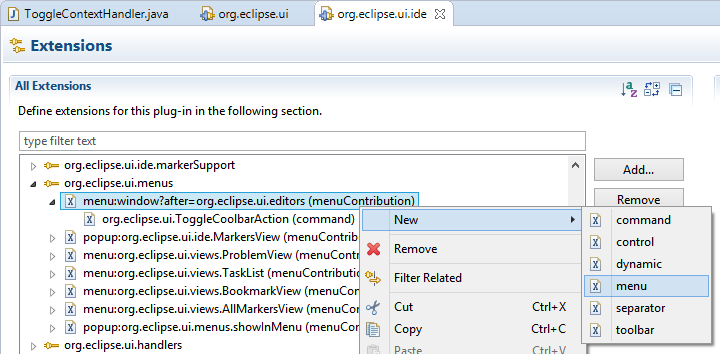 ToggleContextHandler.java org.eclipse.ui org.eclipse.ui.ide
Extensions
All Extensions
Define extensions for this plug-in in the following section.
type filter text
org.eclipse.ui.ide.markerSupport
Add...
org.eclipse.ui.menus
menu:window?after=org.eclipse.ui.editors (menuContribution)
Remove
org.eclipse.ui.ToggleCoolbarAction (command)
popup:org.eclipse.ui.ide.MarkersView (menuContribu
menu:org.eclipse.ui.views.ProblemView (menuContrib
menu:org.eclipse.ui.views.TaskList (menuContribution
menu:org.eclipse.ui.views.BookmarkView (menuContr
menu:org.eclipse.ui.views.AllMarkersView (menuContr
popup:org.eclipse.ui.menus.showInMenu (menuContri
org.eclipse.ui.handlers
New
Remove
Filter Related
Cut Ctrl+X
Copy Ctrl+C
Paste Ctrl+V
command
control
dynamic
menu
separator
toolbar